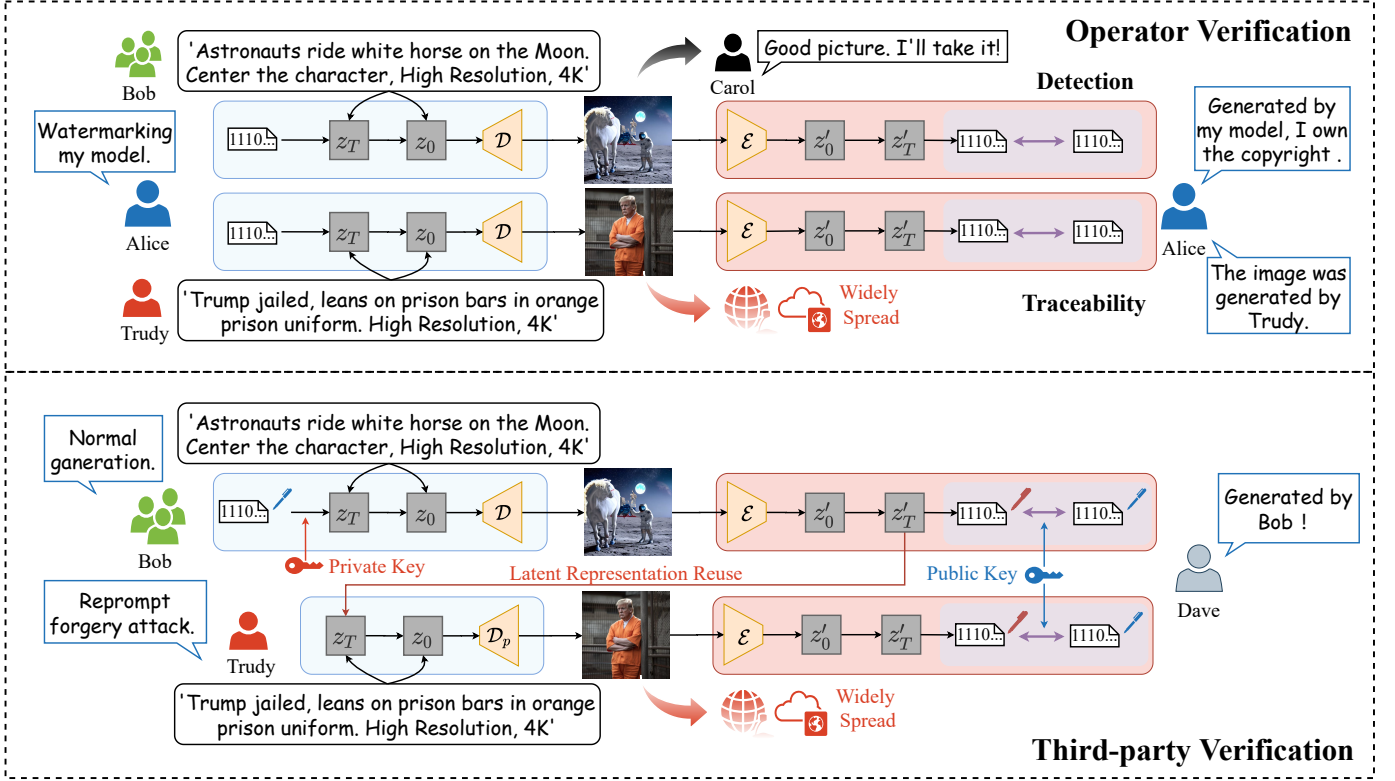 Operator Verification
'Astronauts ride white horse on the Moon.
Center the character, High Resolution, 4K'
Bob
Good picture. I'll take it!
Carol
Detection
Watermarking
my model.
1110...
z_T
z_0
D
E
z'_0
z'_T
1110...
1110...
Generated by
my model, I own
the copyright .
Alice
1110...
z_T
z_0
D
E
z'_0
z'_T
1110...
1110...
Alice
'Trump jailed, leans on prison bars in orange
prison uniform. High Resolution, 4K'
Trudy
Widely
Spread
Traceability
The image was
generated by
Trudy.
'Astronauts ride white horse on the Moon.
Center the character, High Resolution, 4K'
Normal
ganeration.
Bob
1110...
z_T
z_0
D
E
z'_0
z'_T
1110...
1110...
Generated by
Bob !
Private Key
Latent Representation Reuse
Public Key
Dave
Reprompt
forgery attack.
Trudy
z_T
z_0
D_p
E
z'_0
z'_T
1110...
1110...
'Trump jailed, leans on prison bars in orange
prison uniform. High Resolution, 4K'
Widely
Spread
Third-party Verification